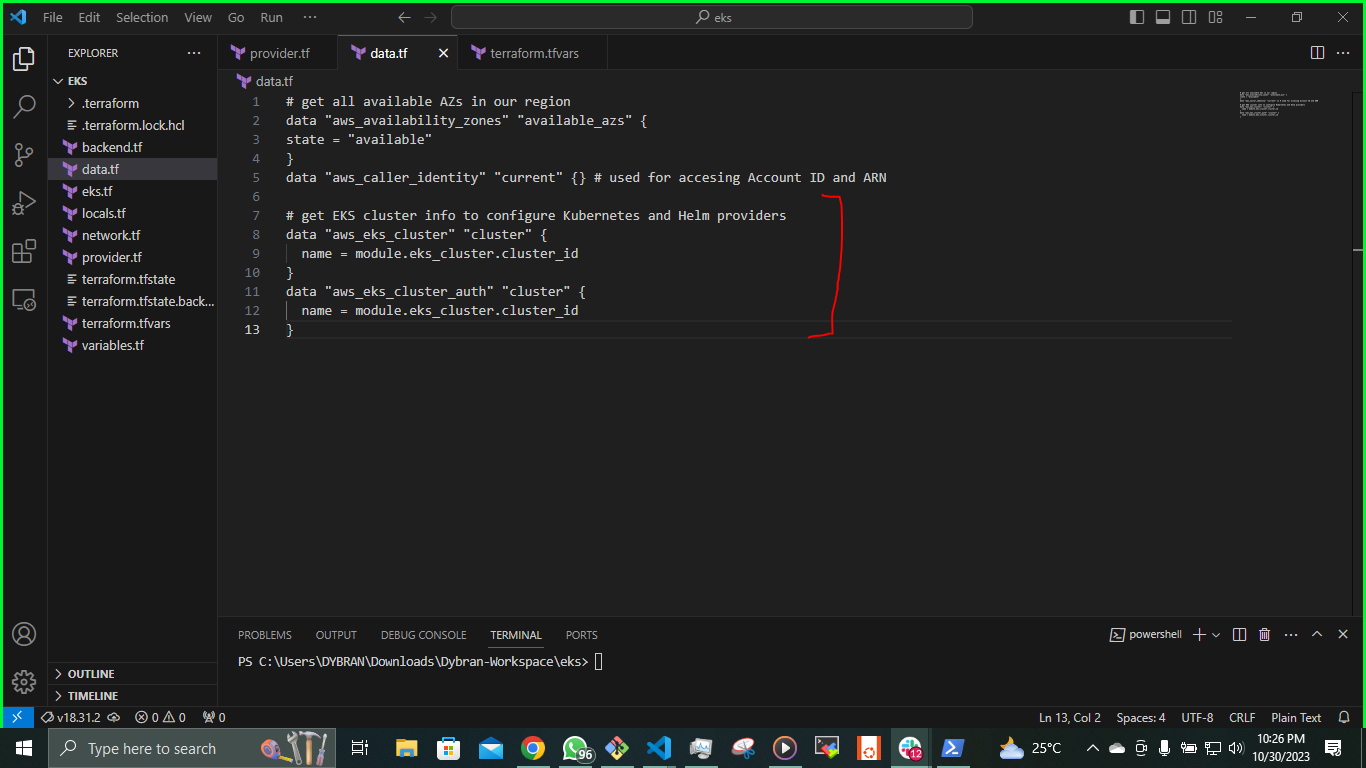 File Edit Selection View Go Run ··· eks
EXPLORER ···
provider.tf data.tf terraform.tfvars
EKS
.terraform
.terraform.lock.hcl
backend.tf
data.tf
eks.tf
locals.tf
network.tf
provider.tf
terraform.tfstate
terraform.tfstate.back...
terraform.tfvars
variables.tf
data.tf
1 # get all available AZs in our region
2 data "aws_availability_zones" "available_azs" {
3 state = "available"
4 }
5 data "aws_caller_identity" "current" {} # used for accesing Account ID and ARN
6
7 # get EKS cluster info to configure Kubernetes and Helm providers
8 data "aws_eks_cluster" "cluster" {
9 name = module.eks_cluster.cluster_id
10 }
11 data "aws_eks_cluster_auth" "cluster" {
12 name = module.eks_cluster.cluster_id
13 }
PROBLEMS OUTPUT DEBUG CONSOLE TERMINAL PORTS powershell
PS C:\Users\DYBRAN\Downloads\Dybran-Workspace\eks>
OUTLINE
TIMELINE
v18.31.2 0 0 0 Ln 13, Col 2 Spaces: 4 UTF-8 CRLF Plain Text
Type here to search 96 12 25°C 10:26 PM
10/30/2023